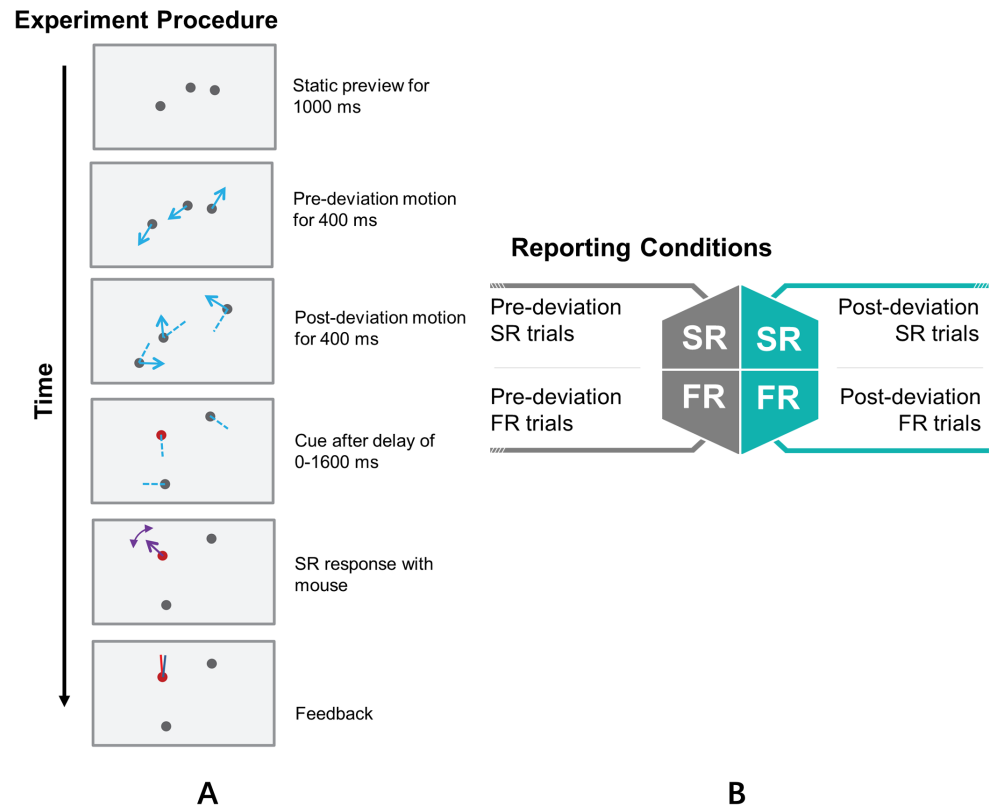 Experiment Procedure
Time
Static preview for
1000 ms
Pre-deviation motion
for 400 ms
Post-deviation motion
for 400 ms
Cue after delay of
0-1600 ms
SR response with
mouse
Feedback
A
Reporting Conditions
Pre-deviation
SR trials
SR
SR
Post-deviation
SR trials
Pre-deviation
FR trials
FR
FR
Post-deviation
FR trials
B